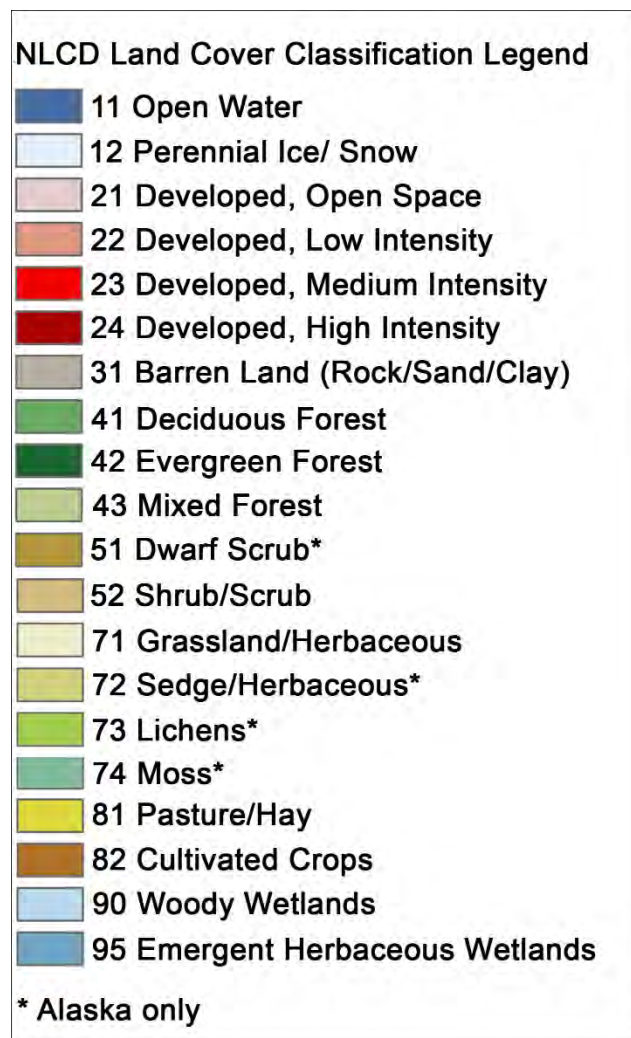 NLCD Land Cover Classification Legend
11 Open Water
12 Perennial Ice/ Snow
21 Developed, Open Space
22 Developed, Low Intensity
23 Developed, Medium Intensity
24 Developed, High Intensity
31 Barren Land (Rock/Sand/Clay)
41 Deciduous Forest
42 Evergreen Forest
43 Mixed Forest
51 Dwarf Scrub*
52 Shrub/Scrub
71 Grassland/Herbaceous
72 Sedge/Herbaceous*
73 Lichens*
74 Moss*
81 Pasture/Hay
82 Cultivated Crops
90 Woody Wetlands
95 Emergent Herbaceous Wetlands
* Alaska only